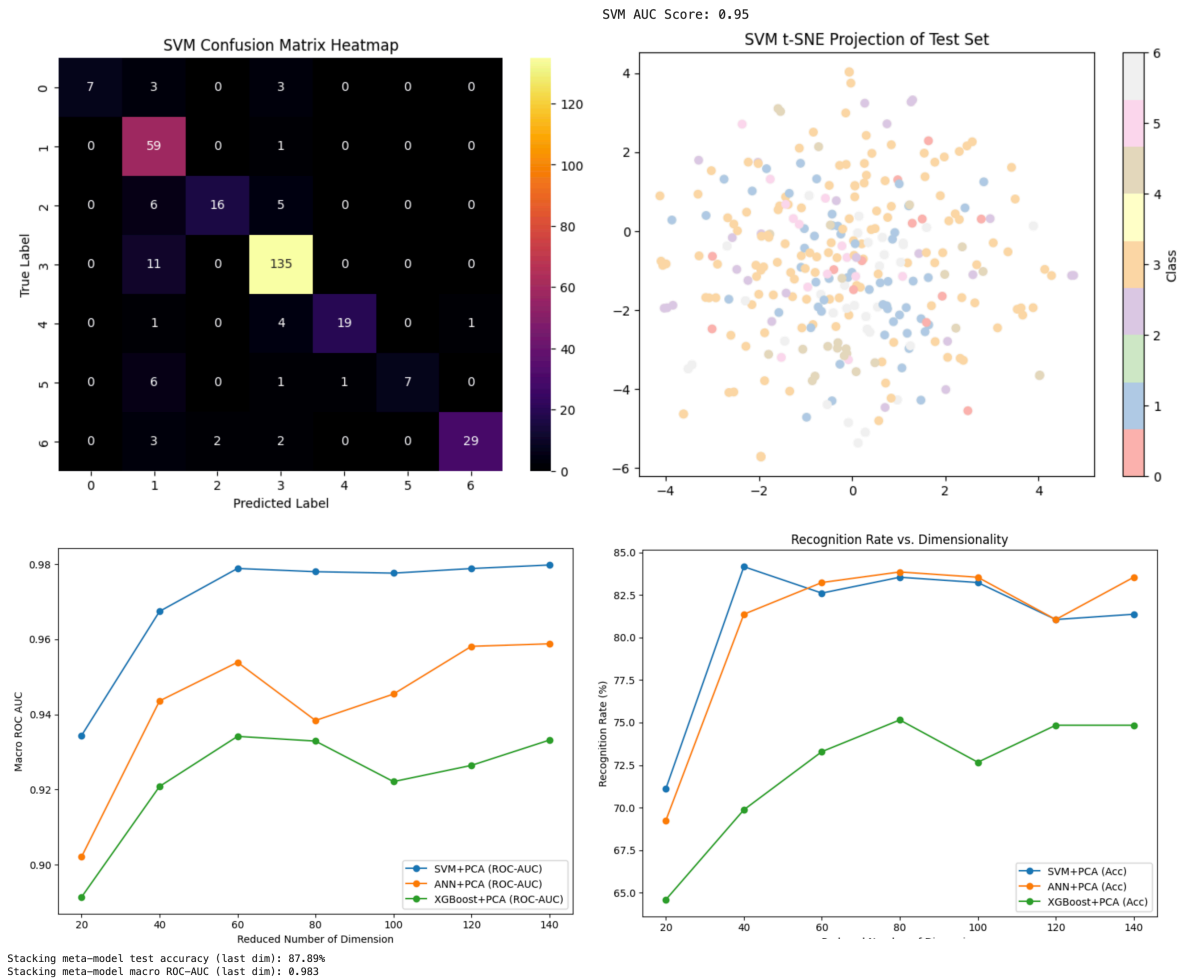 SVM AUC Score: 0.95
SVM Confusion Matrix Heatmap
True Label
0 7 3 0 3 0 0 0
1 0 59 0 1 0 0 0
2 0 6 16 5 0 0 0
3 0 11 0 135 0 0 0
4 0 1 0 4 19 0 1
5 0 6 0 1 1 7 0
6 0 3 2 2 0 0 29
0 1 2 3 4 5 6
Predicted Label
120
100
80
60
40
20
0
SVM t-SNE Projection of Test Set
4
2
0
−2
−4
−6
−4 −2 0 2 4
6
5
4
3
2
1
0
Class
Macro ROC AUC
0.98
0.96
0.94
0.92
0.90
SVM+PCA (ROC-AUC)
ANN+PCA (ROC-AUC)
XGBoost+PCA (ROC-AUC)
20 40 60 80 100 120 140
Reduced Number of Dimension
Recognition Rate vs. Dimensionality
Recognition Rate (%)
85.0
82.5
80.0
77.5
75.0
72.5
70.0
67.5
65.0
SVM+PCA (Acc)
ANN+PCA (Acc)
XGBoost+PCA (Acc)
20 40 60 80 100 120 140
Stacking meta-model test accuracy (last dim): 87.89%
Stacking meta-model macro ROC-AUC (last dim): 0.983